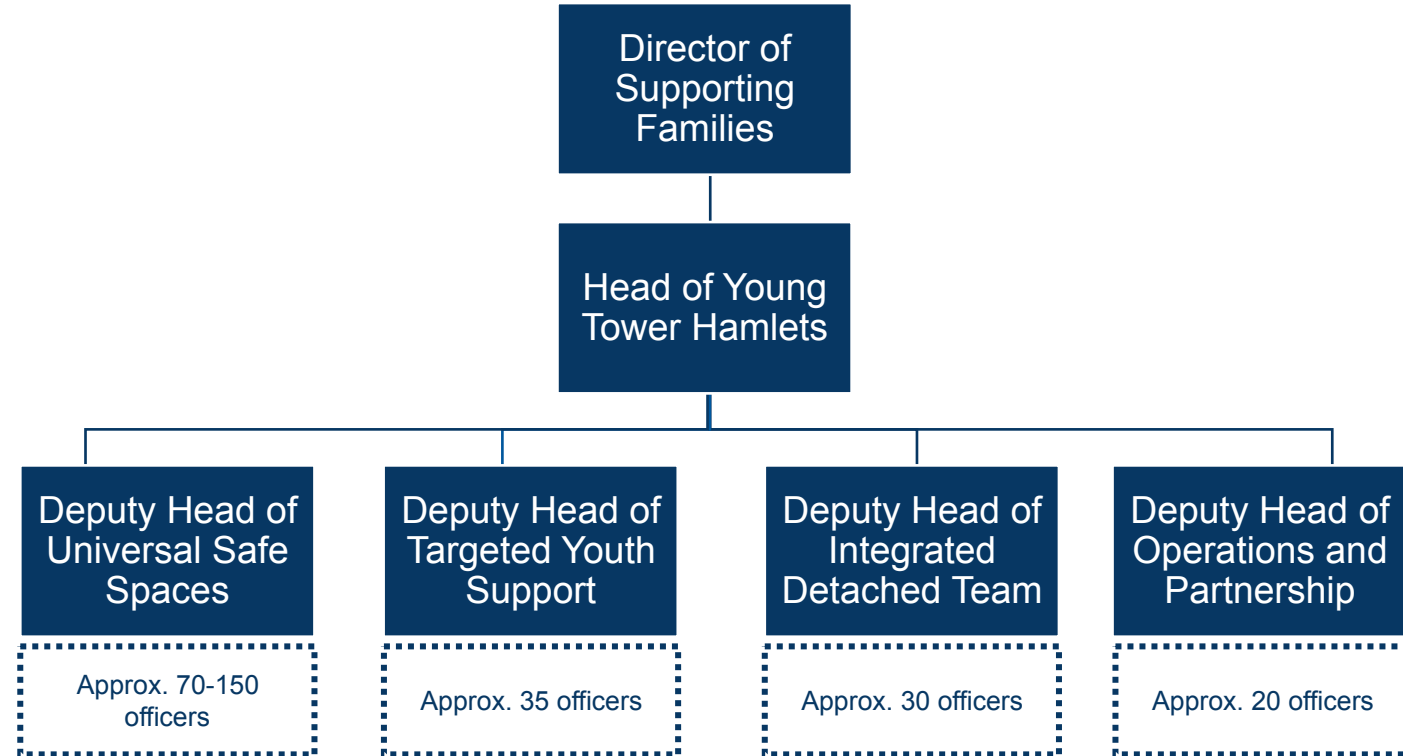 Director of
Supporting
Families
Head of Young
Tower Hamlets
Deputy Head of
Universal Safe
Spaces
Deputy Head of
Targeted Youth
Support
Deputy Head of
Integrated
Detached Team
Deputy Head of
Operations and
Partnership
Approx. 70-150
officers
Approx. 35 officers
Approx. 30 officers
Approx. 20 officers